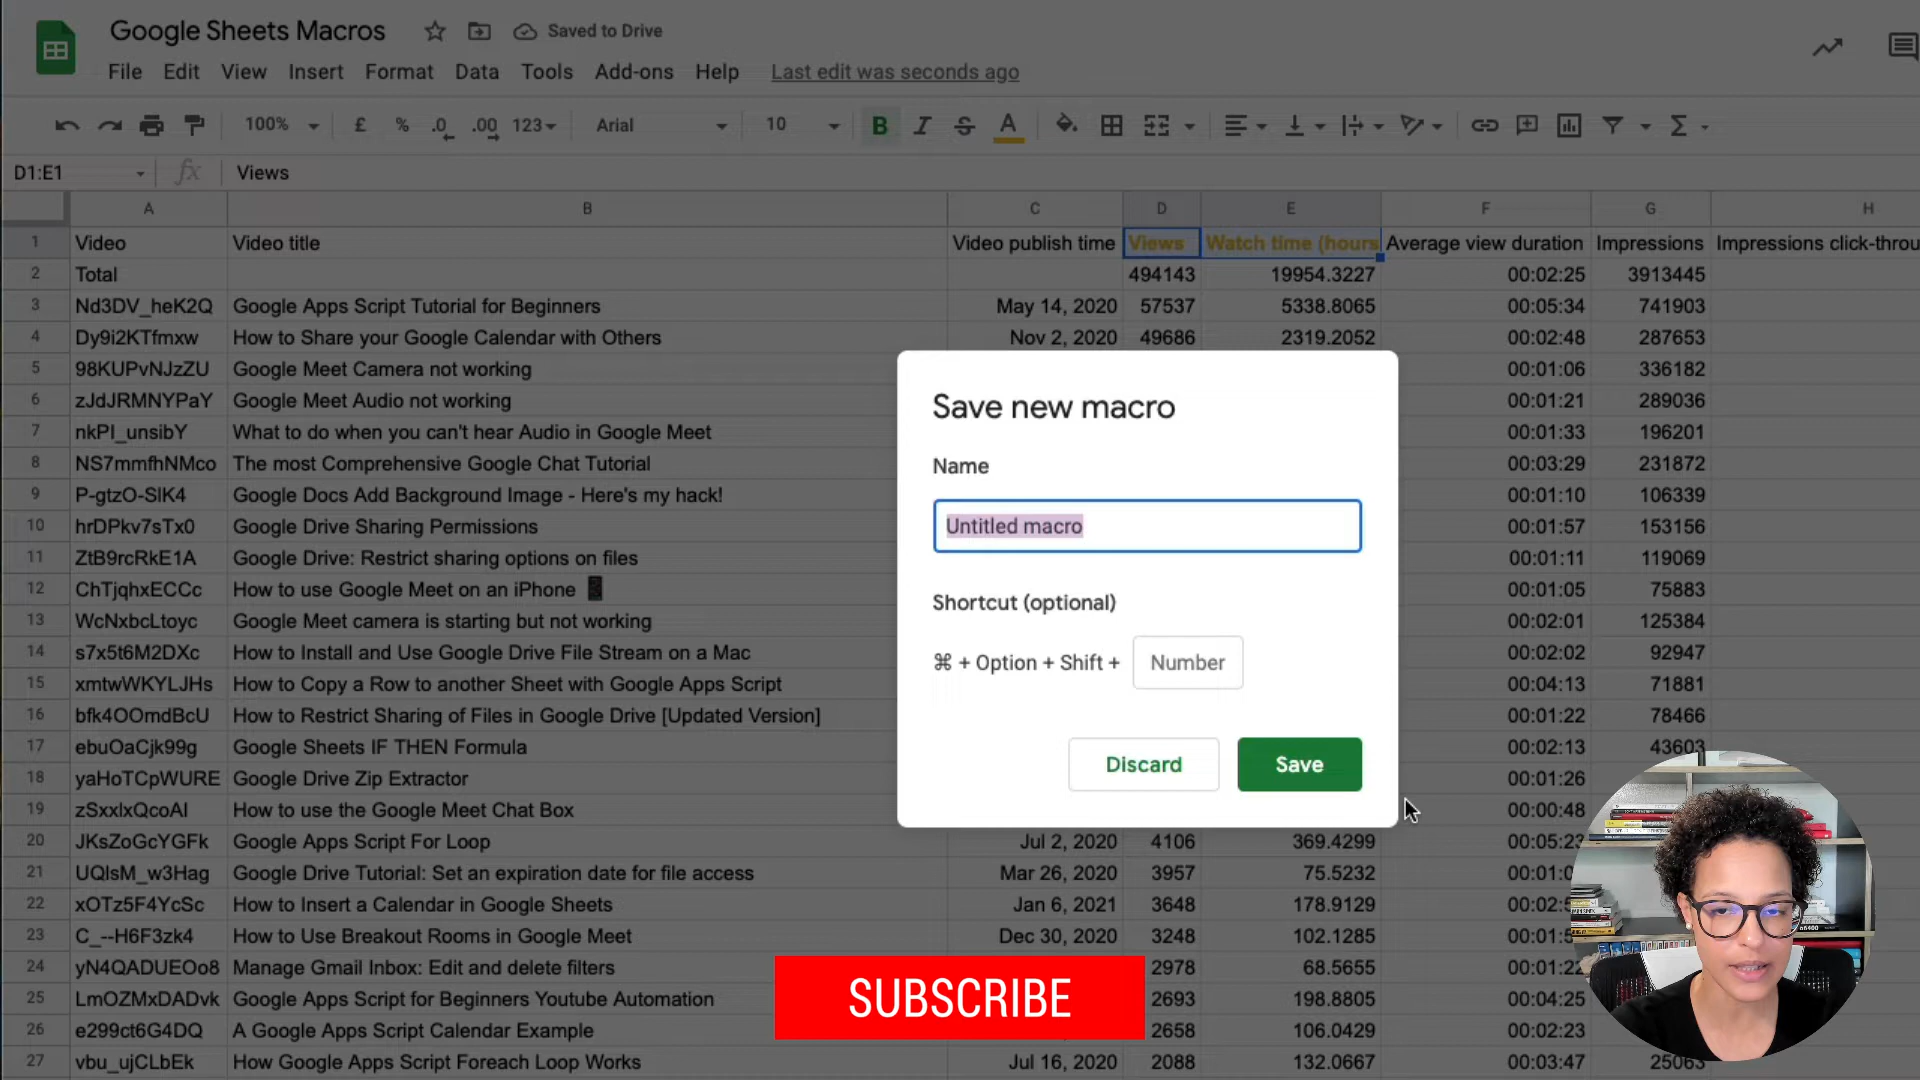 Google Sheets Macros Saved to Drive
File Edit View Insert Format Data Tools Add-ons Help Last edit was seconds ago
100% £ % .0 .00 123 Arial 10 B I S A Σ
D1:E1 fx Views
A B C D E F G H
1 Video Video title Video publish time Views Watch time (hours Average view duration Impressions Impressions click-throu
2 Total 494143 19954.3227 00:02:25 3913445
3 Nd3DV_heK2Q Google Apps Script Tutorial for Beginners May 14, 2020 57537 5338.8065 00:05:34 741903
4 Dy9i2KTfmxw How to Share your Google Calendar with Others Nov 2, 2020 49686 2319.2052 00:02:48 287653
5 98KUPvNJzZU Google Meet Camera not working 00:01:06 336182
6 zJdJRMNYPaY Google Meet Audio not working 00:01:21 289036
7 nkPI_unsibY What to do when you can't hear Audio in Google Meet 00:01:33 196201
8 NS7mmfhNMco The most Comprehensive Google Chat Tutorial 00:03:29 231872
9 P-gtzO-SlK4 Google Docs Add Background Image - Here's my hack! 00:01:10 106339
10 hrDPkv7sTx0 Google Drive Sharing Permissions 00:01:57 153156
11 ZtB9rcRkE1A Google Drive: Restrict sharing options on files 00:01:11 119069
12 ChTjqhxECCc How to use Google Meet on an iPhone 00:01:05 75883
13 WcNxbcLtoyc Google Meet camera is starting but not working 00:02:01 125384
14 s7x5t6M2DXc How to Install and Use Google Drive File Stream on a Mac 00:02:02 92947
15 xmtwWKYLJHs How to Copy a Row to another Sheet with Google Apps Script 00:04:13 71881
16 bfk4OOmdBcU How to Restrict Sharing of Files in Google Drive [Updated Version] 00:01:22 78466
17 ebuOaCjk99g Google Sheets IF THEN Formula 00:02:13 43603
18 yaHoTCpWURE Google Drive Zip Extractor 00:01:26
19 zSxxlxQcoAI How to use the Google Meet Chat Box 00:00:48
20 JKsZoGcYGFk Google Apps Script For Loop Jul 2, 2020 4106 369.4299 00:05:23
21 UQlsM_w3Hag Google Drive Tutorial: Set an expiration date for file access Mar 26, 2020 3957 75.5232 00:01:0
22 xOTz5F4YcSc How to Insert a Calendar in Google Sheets Jan 6, 2021 3648 178.9129 00:02:5
23 C_--H6F3zk4 How to Use Breakout Rooms in Google Meet Dec 30, 2020 3248 102.1285 00:01:5
24 yN4QADUEOo8 Manage Gmail Inbox: Edit and delete filters 2978 68.5655 00:01:22
25 LmOZMxDADvk Google Apps Script for Beginners Youtube Automation 2693 198.8805 00:04:25
26 e299ct6G4DQ A Google Apps Script Calendar Example 2658 106.0429 00:02:23
27 vbu_ujCLbEk How Google Apps Script Foreach Loop Works Jul 16, 2020 2088 132.0667 00:03:47 25063
Save new macro
Name
Untitled macro
Shortcut (optional)
⌘ + Option + Shift + Number
Discard Save
SUBSCRIBE